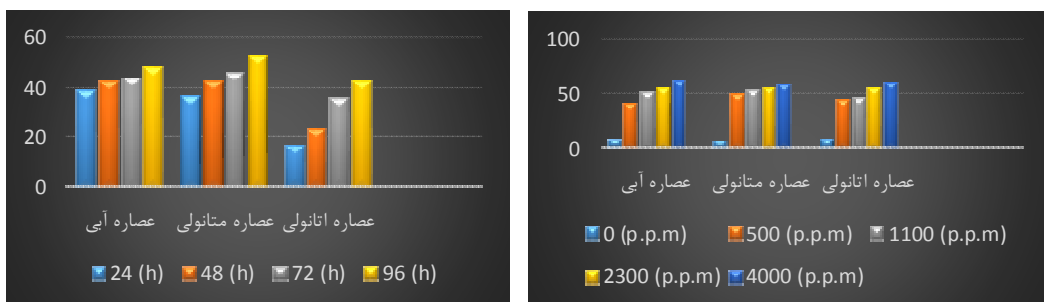 60
40
20
0
عصاره آبی
عصاره متانولی
عصاره اتانولی
24 (h)
48 (h)
72 (h)
96 (h)
100
50
0
عصاره آبی
عصاره متانولی
عصاره اتانولی
0 (p.p.m)
500 (p.p.m)
1100 (p.p.m)
2300 (p.p.m)
4000 (p.p.m)